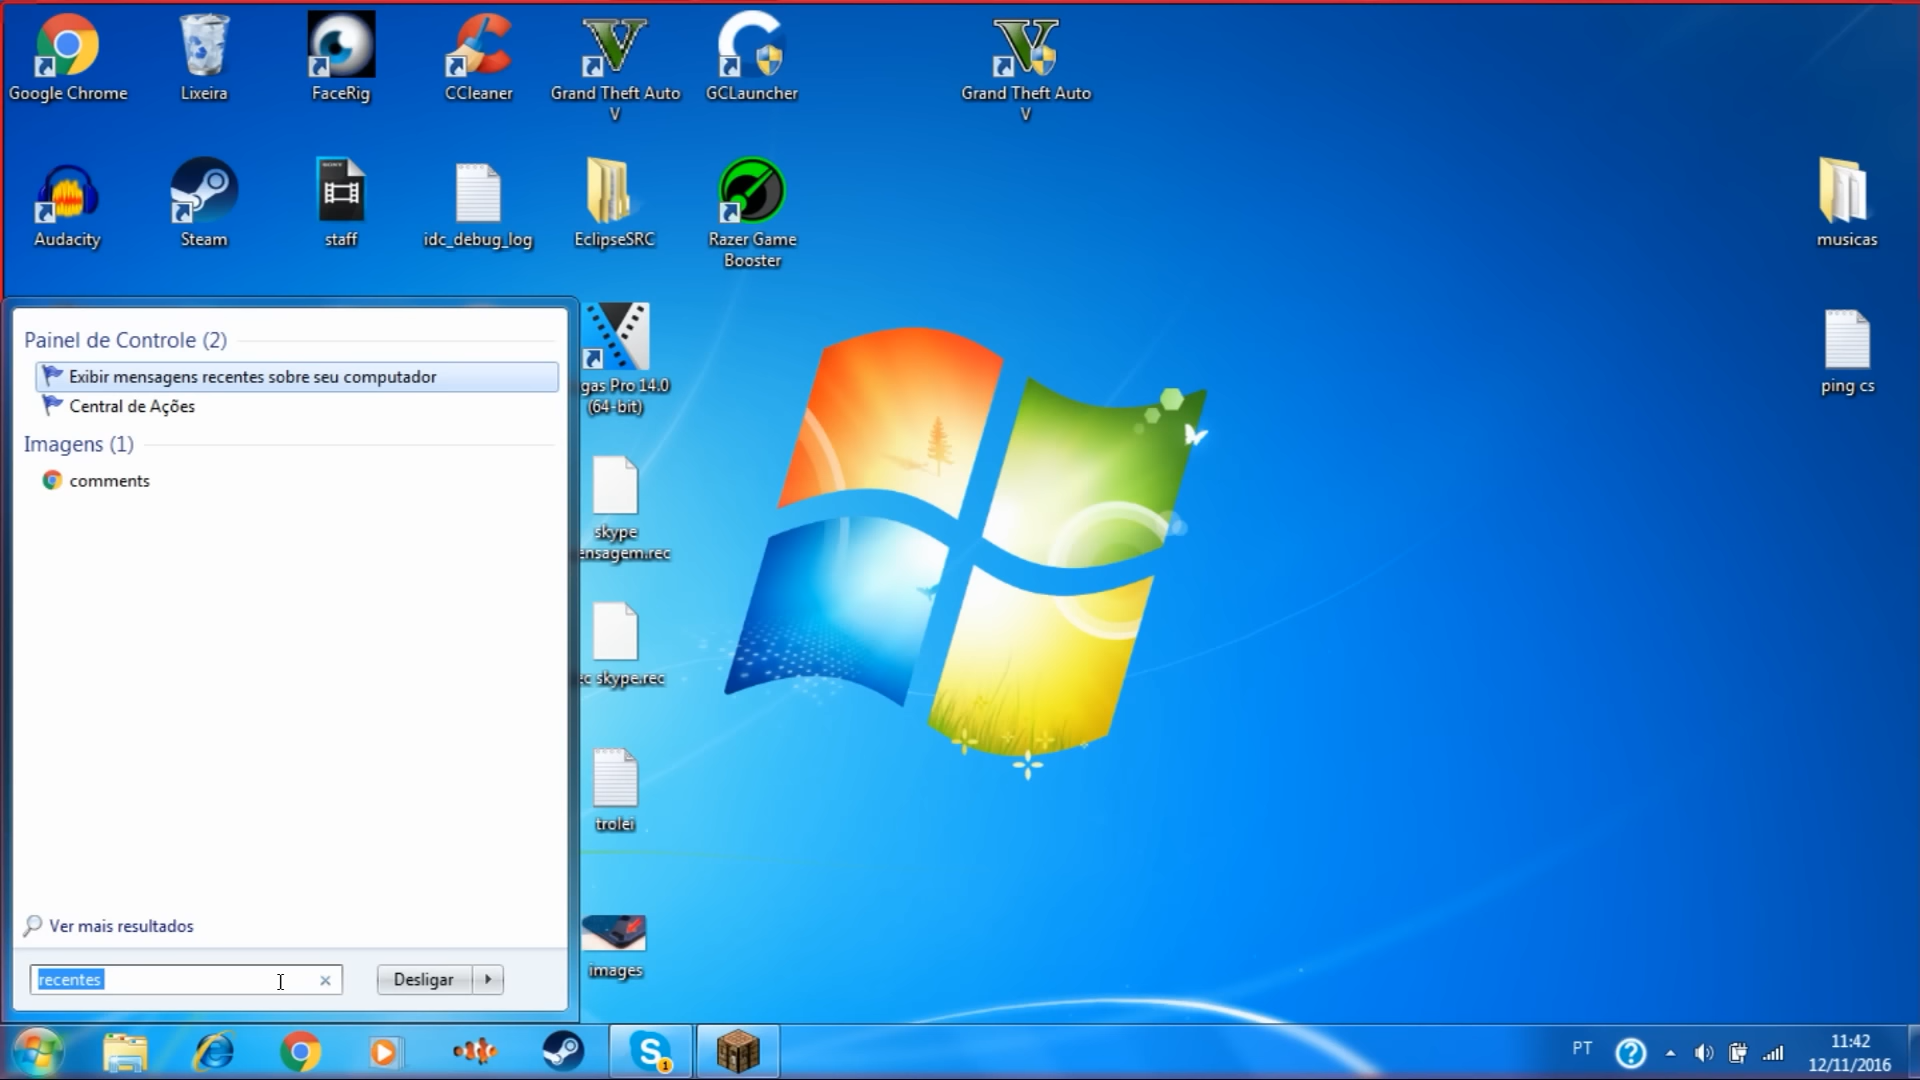 Google Chrome
Lixeira
FaceRig
CCleaner
Grand Theft Auto
V
GCLauncher
Grand Theft Auto
V
Audacity
Steam
SONY
staff
idc_debug_log
EclipseSRC
Razer Game
Booster
musicas
gas Pro 14.0
(64-bit)
ping cs
skype
ensagem.rec
c skype.rec
trolei
images
Painel de Controle (2)
Exibir mensagens recentes sobre seu computador
Central de Ações
Imagens (1)
comments
Ver mais resultados
recentes
Desligar
1
PT
11:42
12/11/2016